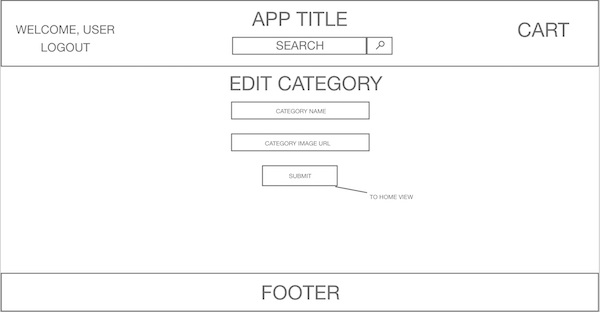 WELCOME, USER
LOGOUT
APP TITLE
SEARCH
CART
EDIT CATEGORY
CATEGORY NAME
CATEGORY IMAGE URL
SUBMIT
TO HOME VIEW
FOOTER